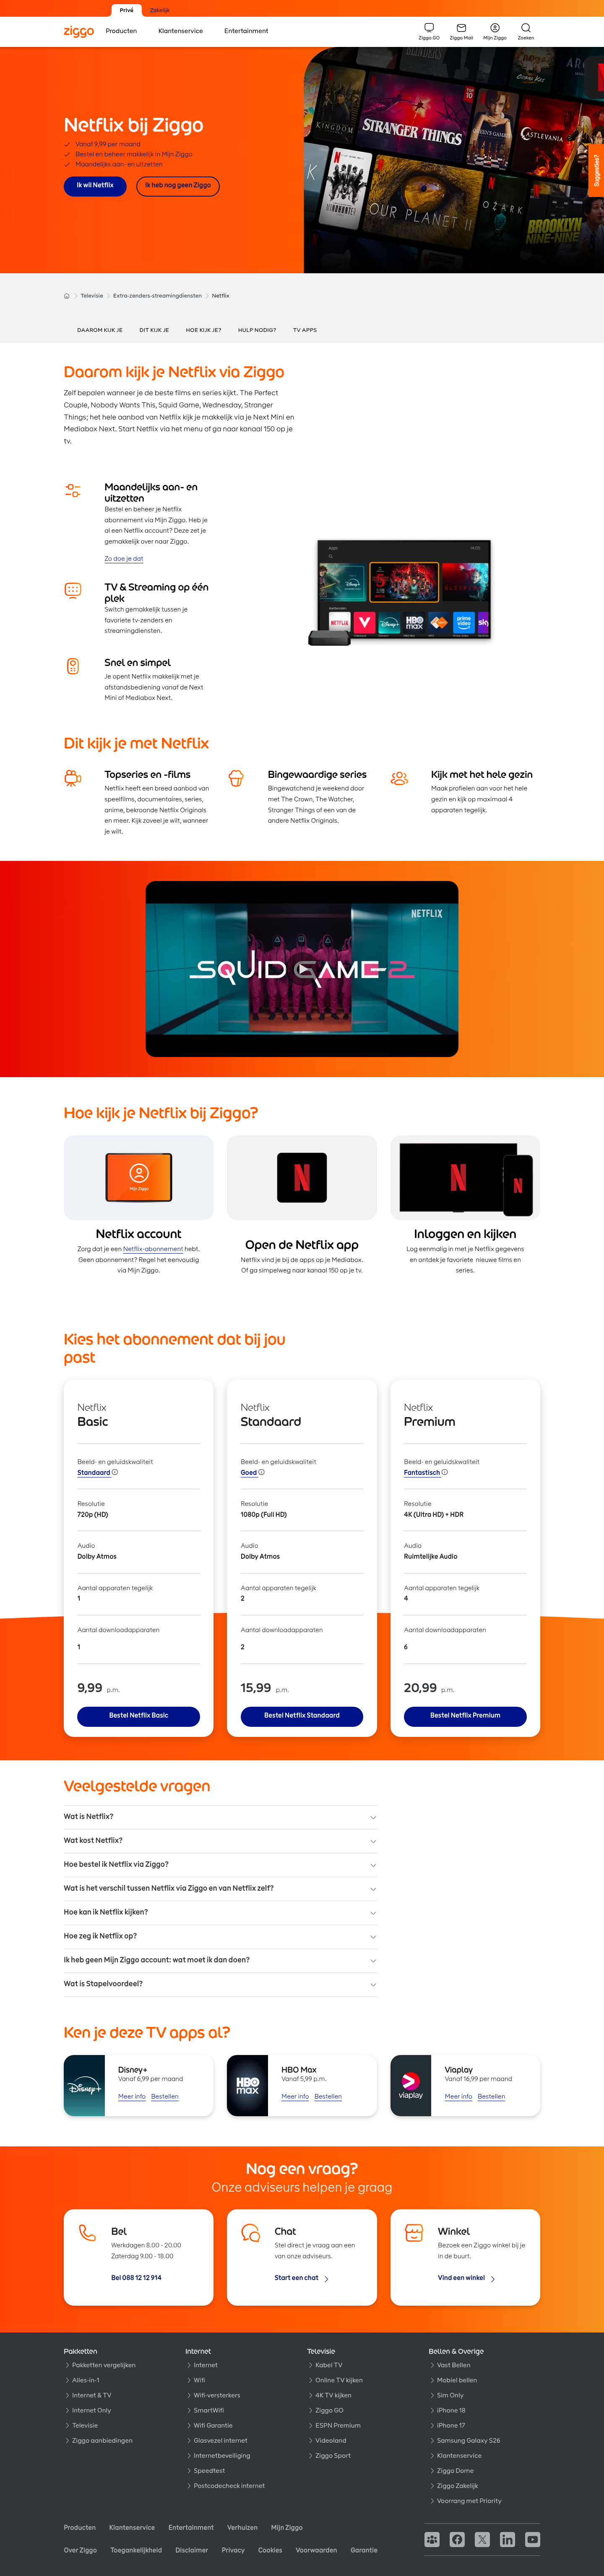 Privé
Zakelijk
ziggo
Producten
Klantenservice
Entertainment
Ziggo GO
Ziggo Mail
Mijn Ziggo
Zoeken
Netflix bij Ziggo
Vanaf 9,99 per maand
Bestel en beheer makkelijk in Mijn Ziggo
Maandelijks aan- en uitzetten
Ik wil Netflix
Ik heb nog geen Ziggo
KINGDOM
STRANGER THINGS
TOP 10
THE QUEEN'S GAMBIT
CASTLEVANIA
OUR PLANET II
OZARK
BROOKLYN NINE-NINE
Suggesties?
Televisie
Extra-zenders-streamingdiensten
Netflix
DAAROM KIJK JE
DIT KIJK JE
HOE KIJK JE?
HULP NODIG?
TV APPS
Daarom kijk je Netflix via Ziggo
Zelf bepalen wanneer je de beste films en series kijkt. The Perfect
Couple, Nobody Wants This, Squid Game, Wednesday, Stranger
Things; het hele aanbod van Netflix kijk je makkelijk via je Next Mini en
Mediabox Next. Start Netflix via het menu of ga naar kanaal 150 op je
tv.
Maandelijks aan- en
uitzetten
Bestel en beheer je Netflix
abonnement via Mijn Ziggo. Heb je
al een Netflix account? Deze zet je
gemakkelijk over naar Ziggo.
Zo doe je dat
TV & Streaming op één
plek
Switch gemakkelijk tussen je
favoriete tv-zenders en
streamingdiensten.
Snel en simpel
Je opent Netflix makkelijk met je
afstandsbediening vanaf de Next
Mini of Mediabox Next.
Apps
Disney+
NETFLIX
V
Disney+
HBO max
prime video
sky
Dit kijk je met Netflix
Topseries en -films
Netflix heeft een breed aanbod van
speelfilms, documentaires, series,
anime, bekroonde Netflix Originals
en meer. Kijk zoveel je wilt, wanneer
je wilt.
Bingewaardige series
Bingewatchend je weekend door
met The Crown, The Watcher,
Stranger Things of een van de
andere Netflix Originals.
Kijk met het hele gezin
Maak profielen aan voor het hele
gezin en kijk op maximaal 4
apparaten tegelijk.
NETFLIX
SQUID GAME 2
Hoe kijk je Netflix bij Ziggo?
Mijn Ziggo
N
N
N
Netflix account
Zorg dat je een Netflix-abonnement hebt.
Geen abonnement? Regel het eenvoudig
via Mijn Ziggo.
Open de Netflix app
Netflix vind je bij de apps op je Mediabox.
Of ga simpelweg naar kanaal 150 op je tv.
Inloggen en kijken
Log eenmalig in met je Netflix gegevens
en ontdek je favoriete nieuwe films en
series.
Kies het abonnement dat bij jou
past
Netflix
Basic
Beeld- en geluidskwaliteit
Standaard
Resolutie
720p (HD)
Audio
Dolby Atmos
Aantal apparaten tegelijk
1
Aantal downloadapparaten
1
9,99 p.m.
Bestel Netflix Basic
Netflix
Standaard
Beeld- en geluidskwaliteit
Goed
Resolutie
1080p (Full HD)
Audio
Dolby Atmos
Aantal apparaten tegelijk
2
Aantal downloadapparaten
2
15,99 p.m.
Bestel Netflix Standaard
Netflix
Premium
Beeld- en geluidskwaliteit
Fantastisch
Resolutie
4K (Ultra HD) + HDR
Audio
Ruimtelijke Audio
Aantal apparaten tegelijk
4
Aantal downloadapparaten
6
20,99 p.m.
Bestel Netflix Premium
Veelgestelde vragen
Wat is Netflix?
Wat kost Netflix?
Hoe bestel ik Netflix via Ziggo?
Wat is het verschil tussen Netflix via Ziggo en van Netflix zelf?
Hoe kan ik Netflix kijken?
Hoe zeg ik Netflix op?
Ik heb geen Mijn Ziggo account: wat moet ik dan doen?
Wat is Stapelvoordeel?
Ken je deze TV apps al?
Disney+
Disney+
Vanaf 6,99 per maand
Meer info
Bestellen
HBO max
HBO Max
Vanaf 5,99 p.m.
Meer info
Bestellen
viaplay
Viaplay
Vanaf 16,99 per maand
Meer info
Bestellen
Nog een vraag?
Onze adviseurs helpen je graag
Bel
Werkdagen 8.00 - 20.00
Zaterdag 9.00 - 18.00
Bel 088 12 12 914
Chat
Stel direct je vraag aan een
van onze adviseurs.
Start een chat
Winkel
Bezoek een Ziggo winkel bij je
in de buurt.
Vind een winkel
Pakketten
Pakketten vergelijken
Alles-in-1
Internet & TV
Internet Only
Televisie
Ziggo aanbiedingen
Internet
Internet
Wifi
Wifi-versterkers
SmartWifi
Wifi Garantie
Glasvezel internet
Internetbeveiliging
Speedtest
Postcodecheck internet
Televisie
Kabel TV
Online TV kijken
4K TV kijken
Ziggo GO
ESPN Premium
Videoland
Ziggo Sport
Bellen & Overige
Vast Bellen
Mobiel bellen
Sim Only
iPhone 18
iPhone 17
Samsung Galaxy S26
Klantenservice
Ziggo Dome
Ziggo Zakelijk
Voorrang met Priority
Producten
Klantenservice
Entertainment
Verhuizen
Mijn Ziggo
Over Ziggo
Toegankelijkheid
Disclaimer
Privacy
Cookies
Voorwaarden
Garantie